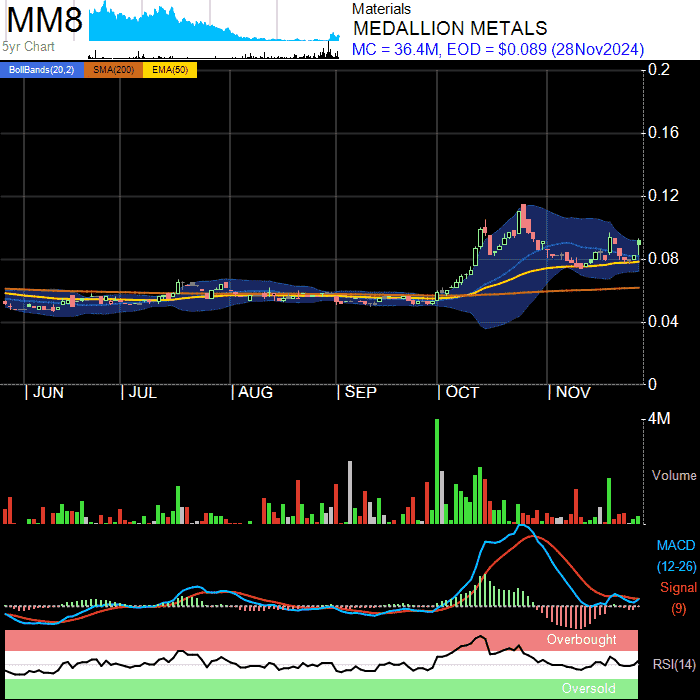 MM8
5yr Chart
Materials
MEDALLION METALS
MC = 36.4M, EOD = $0.089 (28Nov2024)
BollBands(20,2) SMA(200) EMA(50)
0.2
0.16
0.12
0.08
0.04
0
JUN JUL AUG SEP OCT NOV
4M
Volume
MACD
(12-26)
Signal
(9)
Overbought
RSI(14)
Oversold